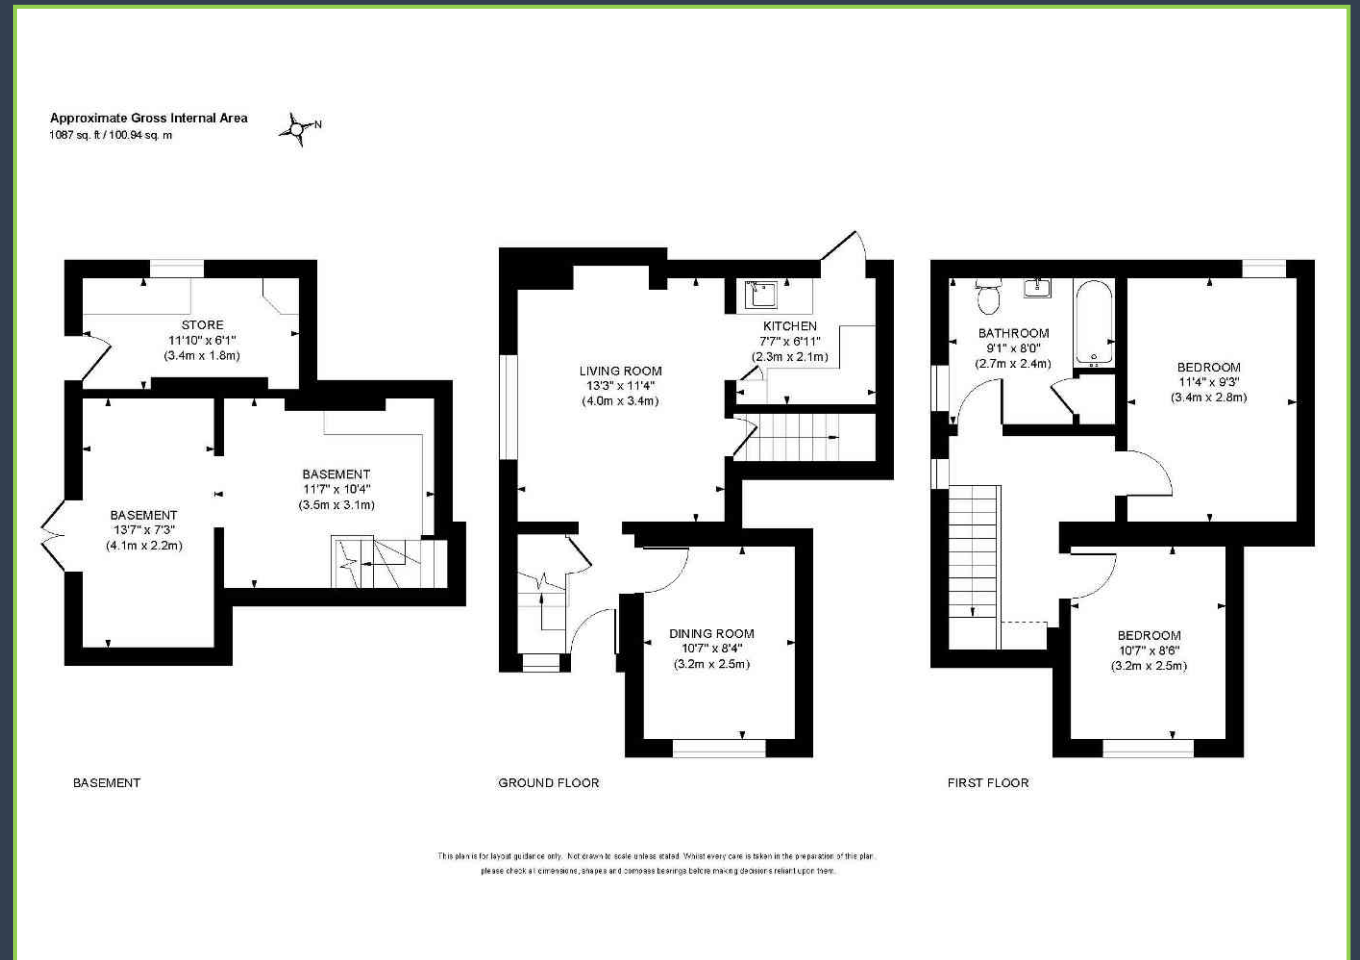 Approximate Gross Internal Area
1087 sq. ft / 100.94 sq. m
N
STORE
11'10" x 6'1"
(3.4m x 1.8m)
BASEMENT
13'7" x 7'3"
(4.1m x 2.2m)
BASEMENT
11'7" x 10'4"
(3.5m x 3.1m)
BASEMENT
LIVING ROOM
13'3" x 11'4"
(4.0m x 3.4m)
KITCHEN
7'7" x 6'11"
(2.3m x 2.1m)
DINING ROOM
10'7" x 8'4"
(3.2m x 2.5m)
GROUND FLOOR
BATHROOM
9'1" x 8'0"
(2.7m x 2.4m)
BEDROOM
11'4" x 9'3"
(3.4m x 2.8m)
BEDROOM
10'7" x 8'6"
(3.2m x 2.5m)
FIRST FLOOR
This plan is for layout guidance only. Not drawn to scale unless stated. Whilst every care is taken in the preparation of this plan,
please check all dimensions, shapes and compass bearings before making decisions reliant upon them.